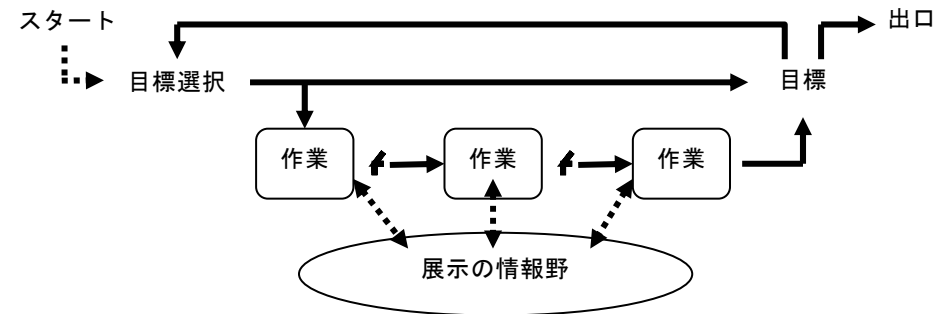 スタート
出口
目標選択
目標
作業
作業
作業
展示の情報野